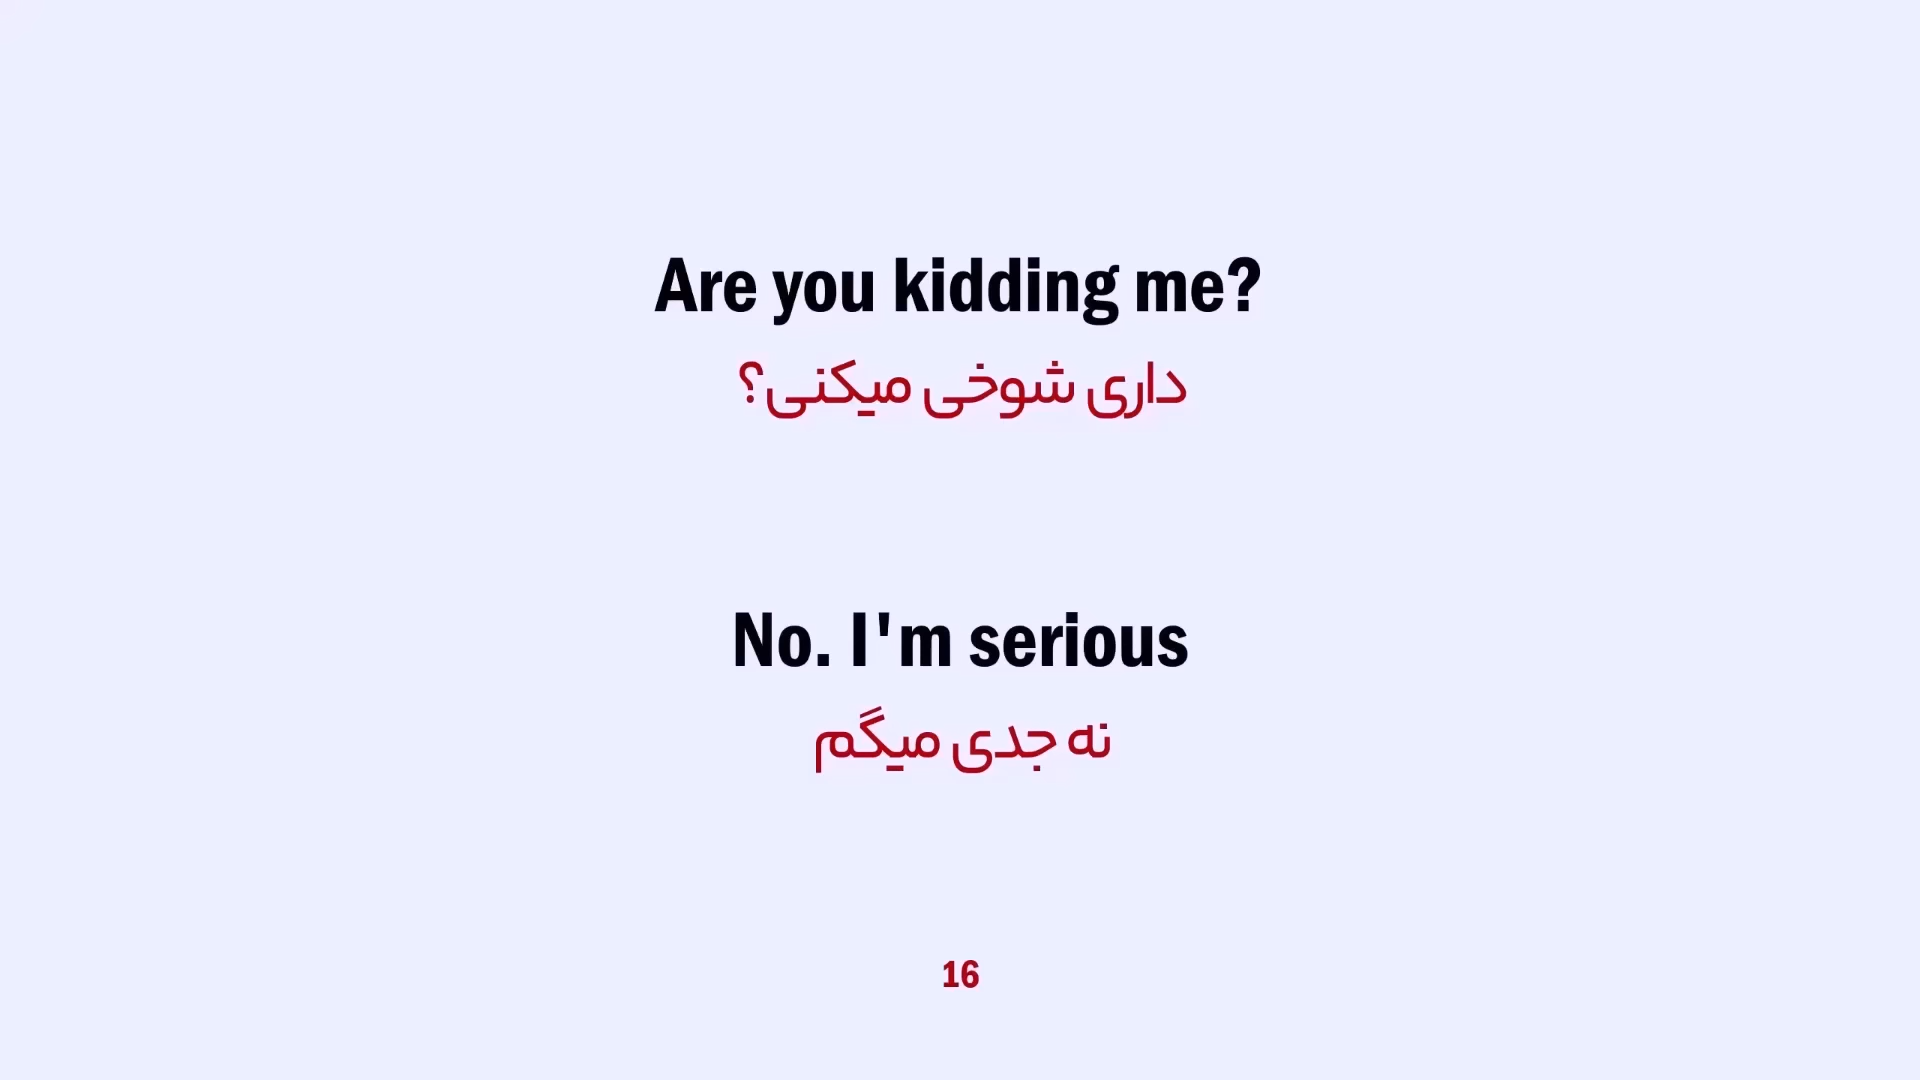 Are you kidding me?
داری شوخی میکنی؟
No. I'm serious
نه جدی میگم
16